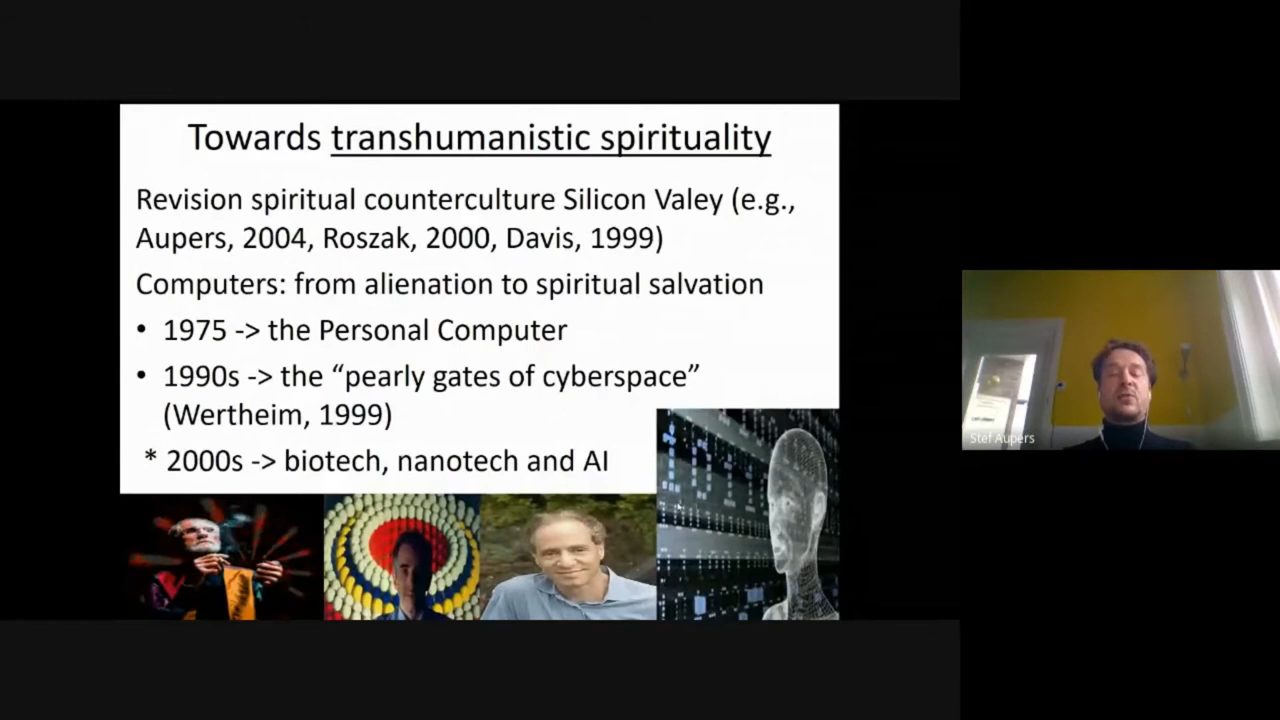 Towards transhumanistic spirituality
Revision spiritual counterculture Silicon Valey (e.g.,
Aupers, 2004, Roszak, 2000, Davis, 1999)
Computers: from alienation to spiritual salvation
• 1975 -> the Personal Computer
• 1990s -> the “pearly gates of cyberspace”
(Wertheim, 1999)
* 2000s -> biotech, nanotech and AI
Stef Aupers